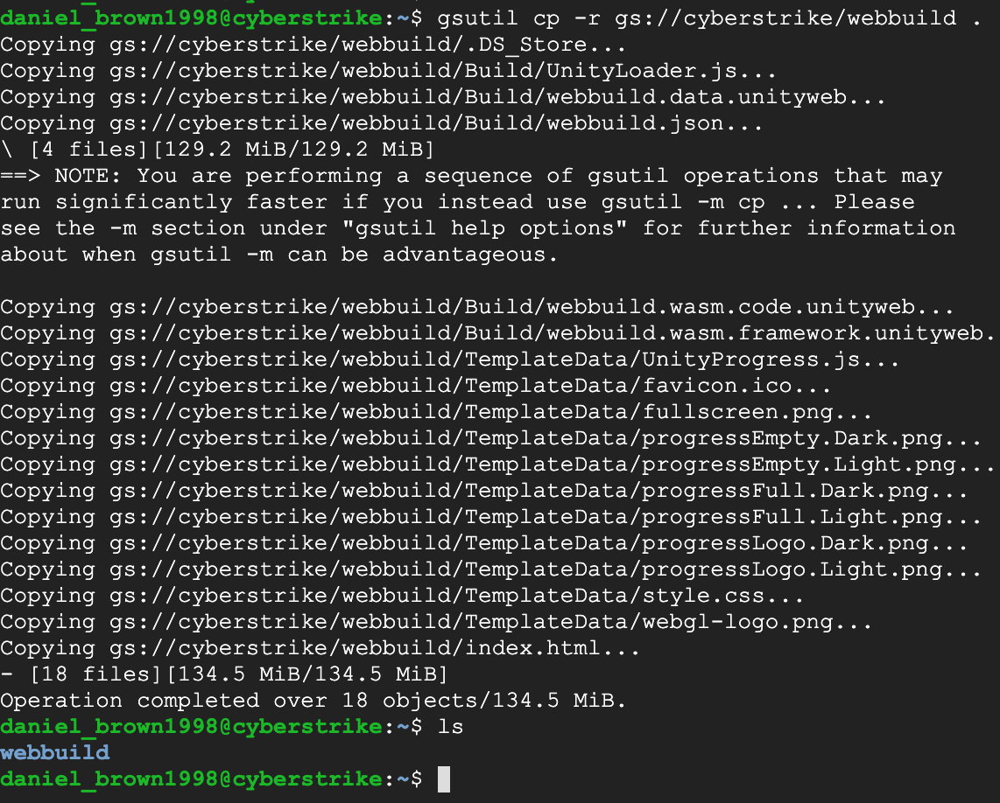 daniel_brown1998@cyberstrike:~$ gsutil cp -r gs://cyberstrike/webbuild .
Copying gs://cyberstrike/webbuild/.DS_Store...
Copying gs://cyberstrike/webbuild/Build/UnityLoader.js...
Copying gs://cyberstrike/webbuild/Build/webbuild.data.unityweb...
Copying gs://cyberstrike/webbuild/Build/webbuild.json...
\ [4 files][129.2 MiB/129.2 MiB]
==> NOTE: You are performing a sequence of gsutil operations that may
run significantly faster if you instead use gsutil -m cp ... Please
see the -m section under "gsutil help options" for further information
about when gsutil -m can be advantageous.

Copying gs://cyberstrike/webbuild/Build/webbuild.wasm.code.unityweb...
Copying gs://cyberstrike/webbuild/Build/webbuild.wasm.framework.unityweb.
Copying gs://cyberstrike/webbuild/TemplateData/UnityProgress.js...
Copying gs://cyberstrike/webbuild/TemplateData/favicon.ico...
Copying gs://cyberstrike/webbuild/TemplateData/fullscreen.png...
Copying gs://cyberstrike/webbuild/TemplateData/progressEmpty.Dark.png...
Copying gs://cyberstrike/webbuild/TemplateData/progressEmpty.Light.png...
Copying gs://cyberstrike/webbuild/TemplateData/progressFull.Dark.png...
Copying gs://cyberstrike/webbuild/TemplateData/progressFull.Light.png...
Copying gs://cyberstrike/webbuild/TemplateData/progressLogo.Dark.png...
Copying gs://cyberstrike/webbuild/TemplateData/progressLogo.Light.png...
Copying gs://cyberstrike/webbuild/TemplateData/style.css...
Copying gs://cyberstrike/webbuild/TemplateData/webgl-logo.png...
Copying gs://cyberstrike/webbuild/index.html...
- [18 files][134.5 MiB/134.5 MiB]
Operation completed over 18 objects/134.5 MiB.
daniel_brown1998@cyberstrike:~$ ls
webbuild
daniel_brown1998@cyberstrike:~$